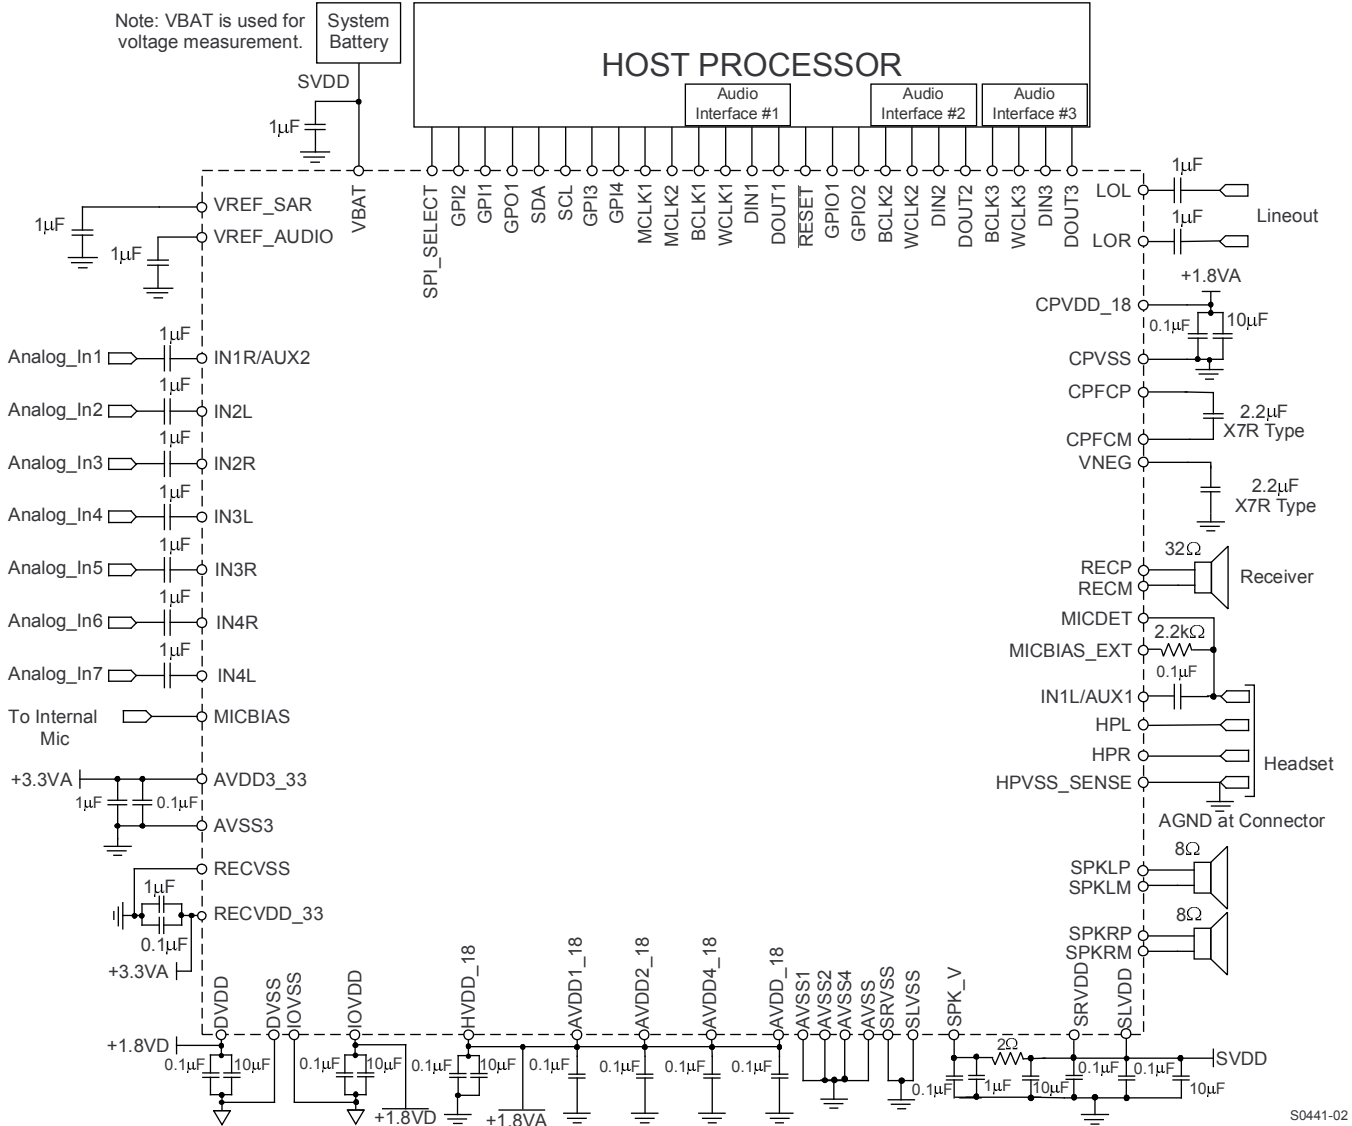 Note: VBAT is used for
voltage measurement.
System
Battery
HOST PROCESSOR
Audio
Interface #1
Audio
Interface #2
Audio
Interface #3
SVDD
1μF
VBAT
SPI_SELECT
GPI2
GPI1
GPO1
SDA
SCL
GPI3
GPI4
MCLK1
MCLK2
BCLK1
WCLK1
DIN1
DOUT1
RESET
GPIO1
GPIO2
BCLK2
WCLK2
DIN2
DOUT2
BCLK3
WCLK3
DIN3
DOUT3
1μF
VREF_SAR
1μF
VREF_AUDIO
1μF
Analog_In1
IN1R/AUX2
1μF
Analog_In2
IN2L
1μF
Analog_In3
IN2R
1μF
Analog_In4
IN3L
1μF
Analog_In5
IN3R
1μF
Analog_In6
IN4R
1μF
Analog_In7
IN4L
To Internal
Mic
MICBIAS
+3.3VA
AVDD3_33
1μF
0.1μF
AVSS3
RECVSS
1μF
RECVDD_33
0.1μF
+3.3VA
1μF
LOL
1μF
LOR
Lineout
+1.8VA
CPVDD_18
0.1μF
10μF
CPVSS
CPFCP
2.2μF
X7R Type
CPFCM
VNEG
2.2μF
X7R Type
32Ω
RECP
RECM
Receiver
MICDET
2.2kΩ
MICBIAS_EXT
0.1μF
IN1L/AUX1
HPL
HPR
HPVSS_SENSE
Headset
AGND at Connector
8Ω
SPKLP
SPKLM
8Ω
SPKRP
SPKRM
DVDD
DVSS
IOVSS
IOVDD
HVDD_18
AVDD1_18
AVDD2_18
AVDD4_18
AVDD_18
AVSS1
AVSS2
AVSS4
AVSS
SRVSS
SLVSS
SPK_V
SRVDD
SLVDD
+1.8VD
0.1μF
10μF
0.1μF
10μF
+1.8VD
0.1μF
10μF
+1.8VA
0.1μF
0.1μF
0.1μF
0.1μF
2Ω
SVDD
0.1μF
1μF
10μF
0.1μF
0.1μF
10μF
S0441-02